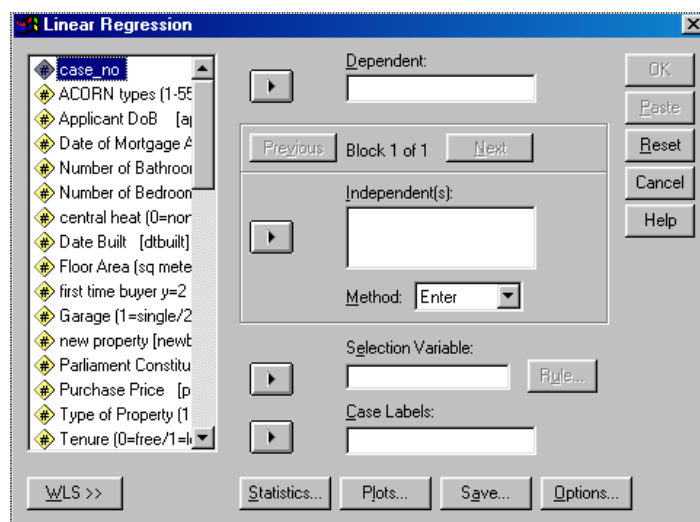 Linear Regression
case_no
ACORN types (1-55
Applicant DoB [ap
Date of Mortgage A
Number of Bathroor
Number of Bedroom
central heat (0=nor
Date Built [dtbuilt]
Floor Area (sq mete
first time buyer y=2
Garage (1=single/2
new property [newb
Parliament Constitu
Purchase Price [p
Type of Property (1
Tenure (0=free/1=l
WLS >>
Dependent:
Previous
Block 1 of 1
Next
Independent(s):
Method:
Enter
Selection Variable:
Rule...
Case Labels:
Statistics...
Plots...
Save...
Options...
OK
Paste
Reset
Cancel
Help